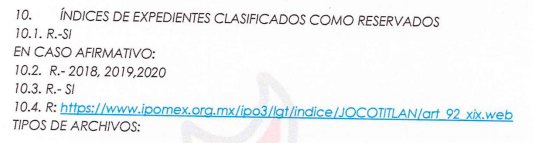 10. ÍNDICES DE EXPEDIENTES CLASIFICADOS COMO RESERVADOS
10.1. R.-SI
EN CASO AFIRMATIVO:
10.2. R.- 2018, 2019,2020
10.3. R.- SI
10.4. R: https://www.ipomex.org.mx/ipo3/lgt/indice/JOCOTITLAN/art_92_xix.web
TIPOS DE ARCHIVOS: